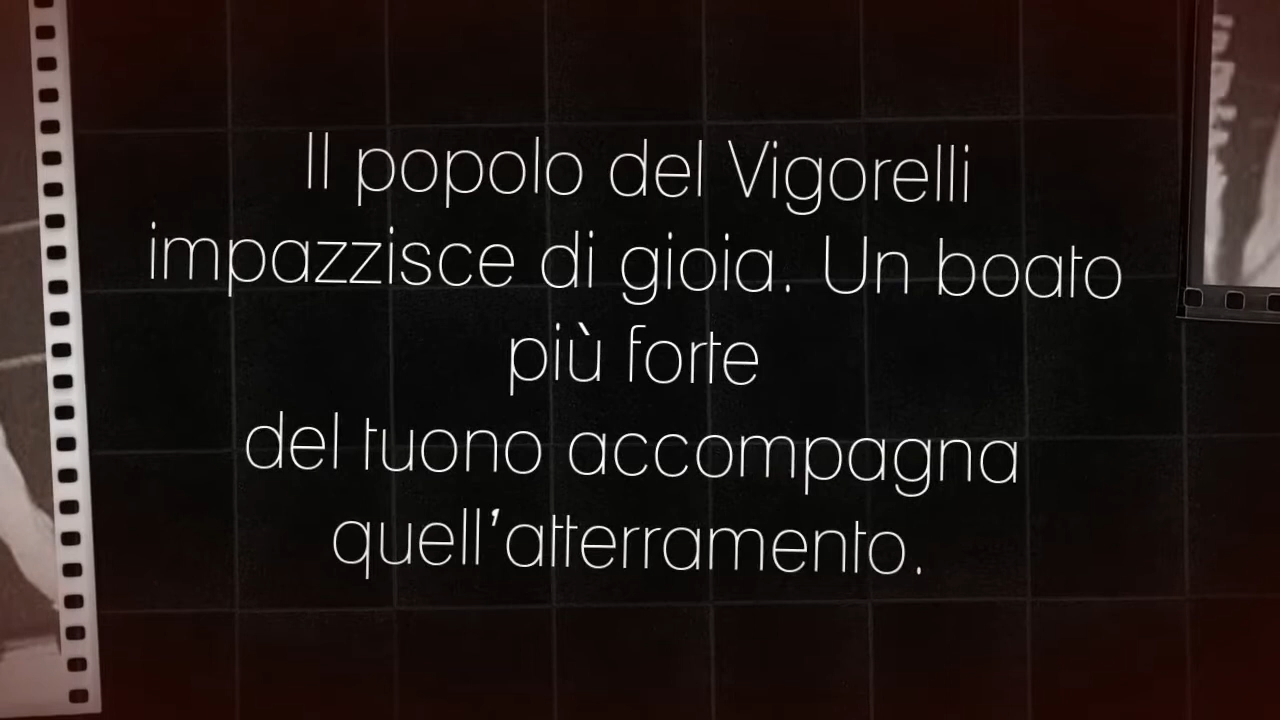 Il popolo del Vigorelli
impazzisce di gioia. Un boato
più forte
del tuono accompagna
quell'atterramento.